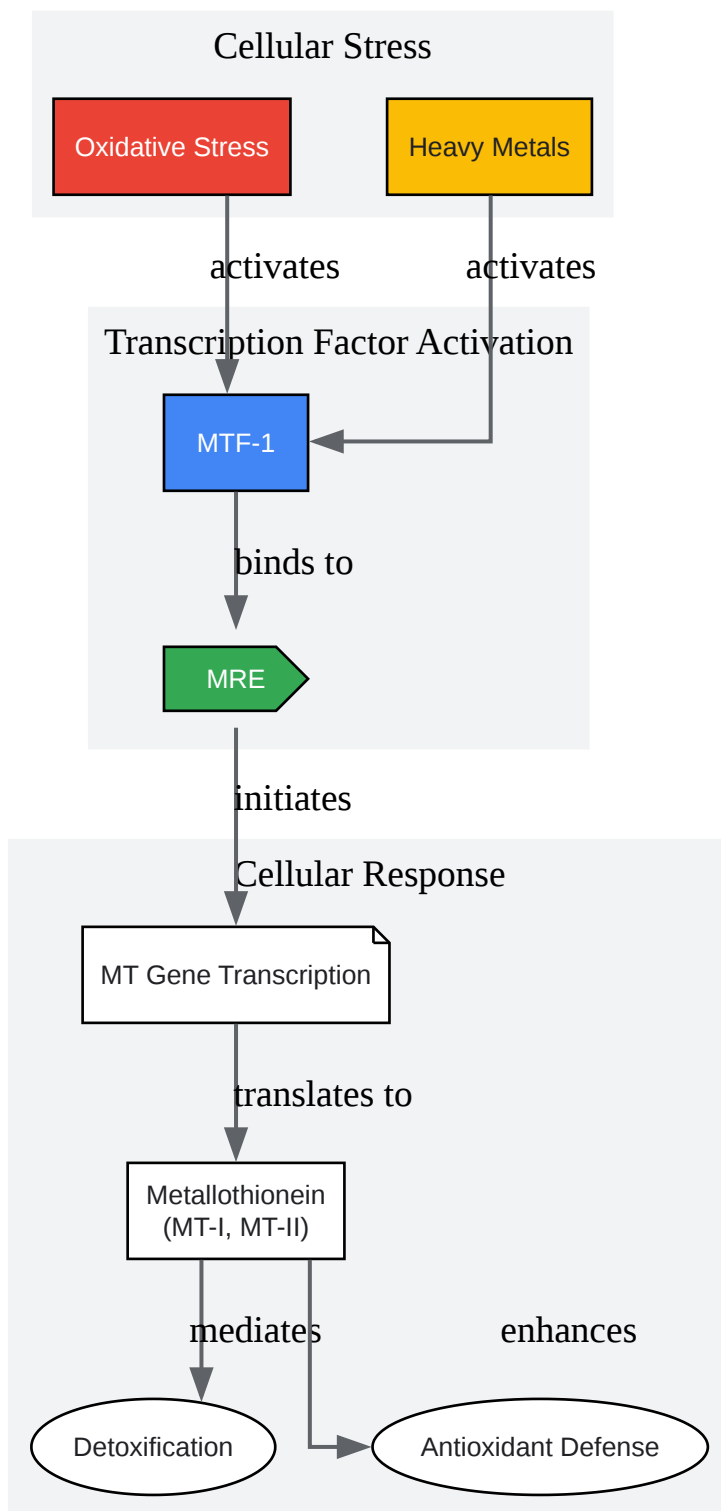 Cellular Stress
Oxidative Stress
Heavy Metals
activates
activates
Transcription Factor Activation
MTF-1
binds to
MRE
initiates
Cellular Response
MT Gene Transcription
translates to
Metallothionein
(MT-I, MT-II)
mediates
enhances
Detoxification
Antioxidant Defense